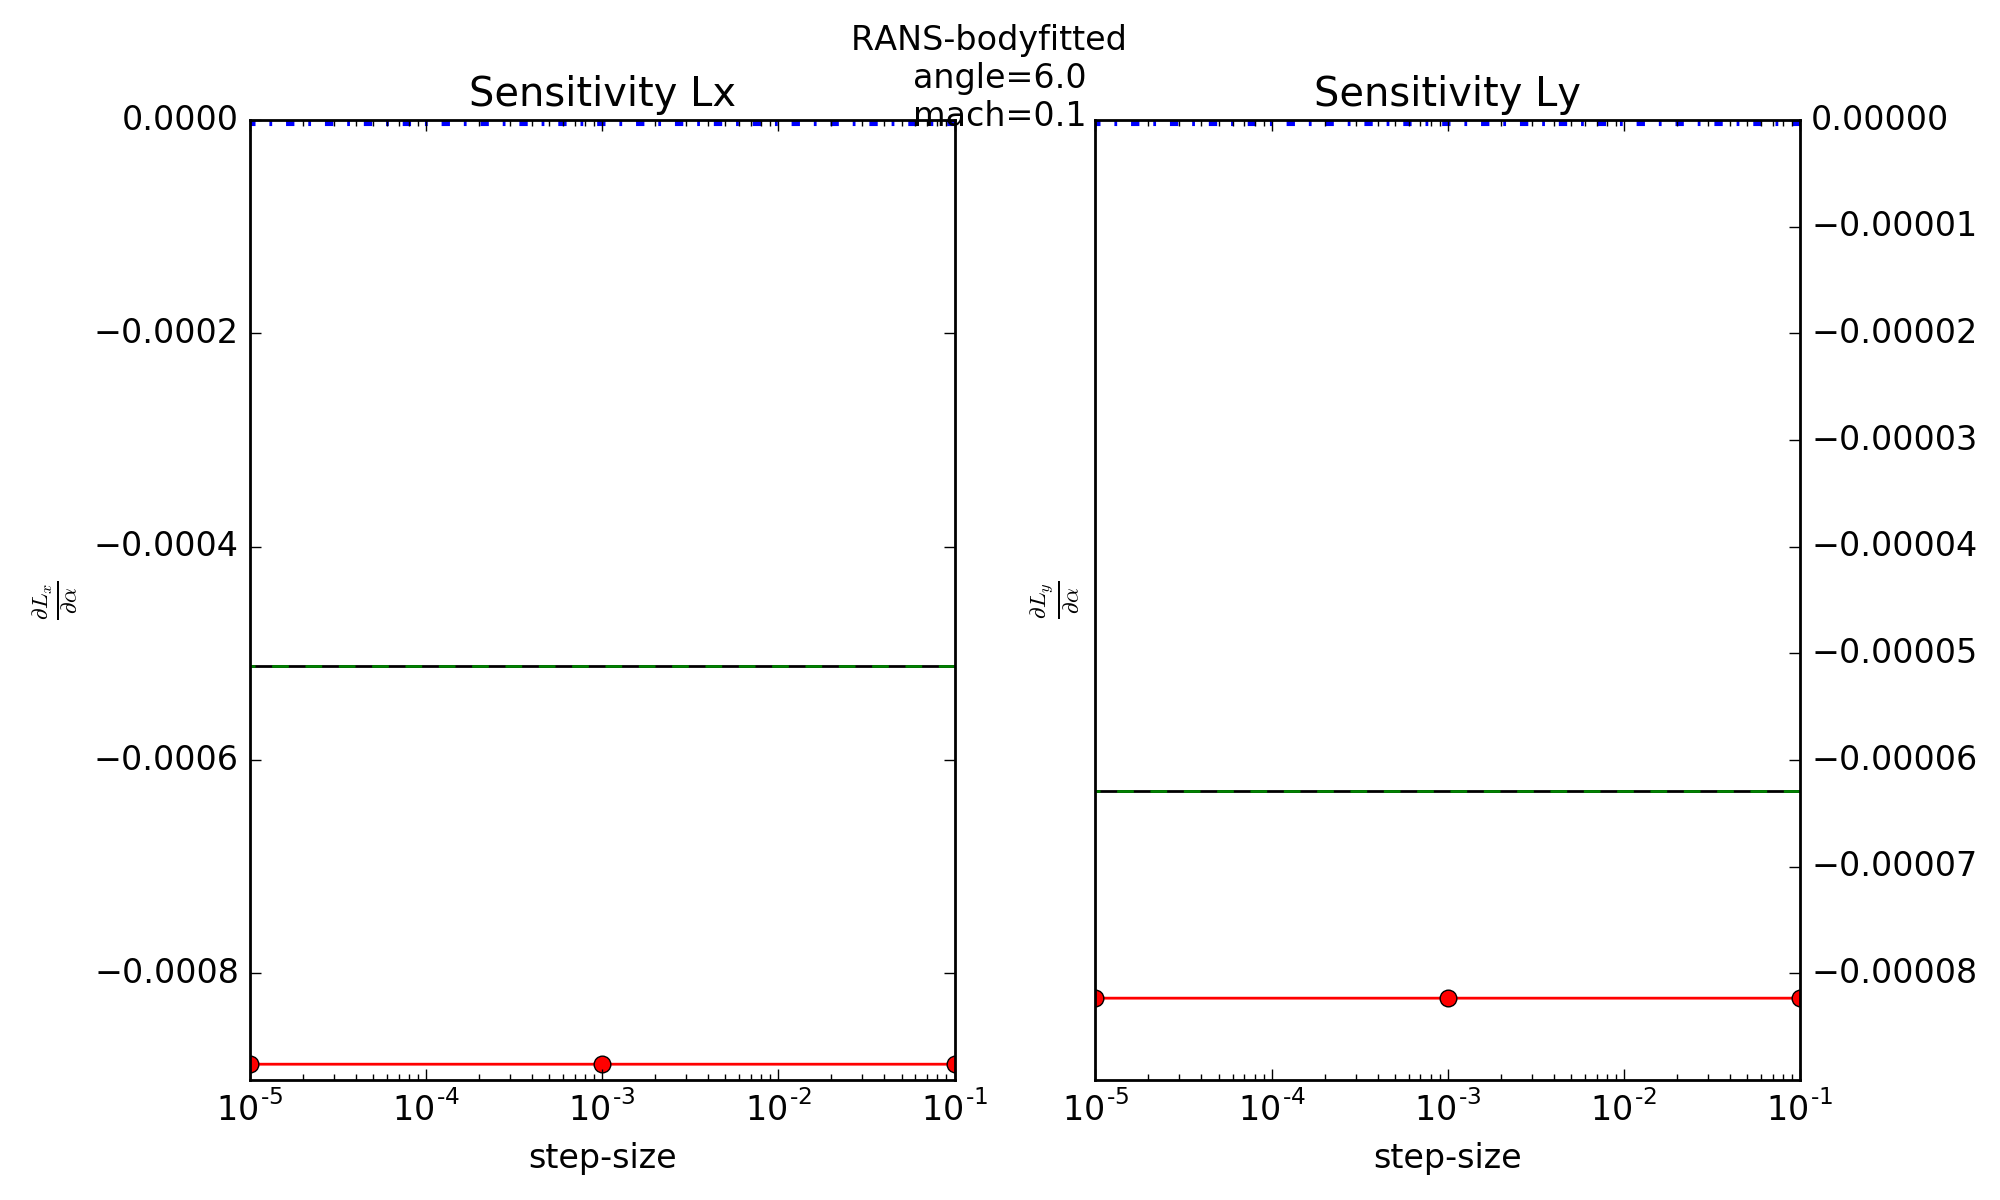 RANS-bodyfitted
angle=6.0
mach=0.1
Sensitivity Lx
0.0000
−0.0002
−0.0004
−0.0006
−0.0008
∂Lₓ/∂α
10⁻⁵ 10⁻⁴ 10⁻³ 10⁻² 10⁻¹
step-size
Sensitivity Ly
∂L_y/∂α
0.00000
−0.00001
−0.00002
−0.00003
−0.00004
−0.00005
−0.00006
−0.00007
−0.00008
10⁻⁵ 10⁻⁴ 10⁻³ 10⁻² 10⁻¹
step-size